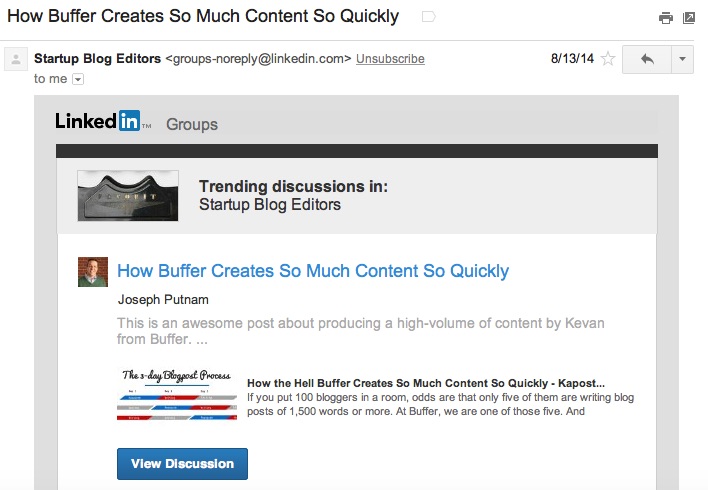 How Buffer Creates So Much Content So Quickly
Startup Blog Editors <groups-noreply@linkedin.com> Unsubscribe
8/13/14
to me
Linked in ™ Groups
Trending discussions in:
Startup Blog Editors
How Buffer Creates So Much Content So Quickly
Joseph Putnam
This is an awesome post about producing a high-volume of content by Kevan
from Buffer. ...
The 3-day Blogpost Process
How the Hell Buffer Creates So Much Content So Quickly - Kapost...
If you put 100 bloggers in a room, odds are that only five of them are writing blog
posts of 1,500 words or more. At Buffer, we are one of those five. And
View Discussion